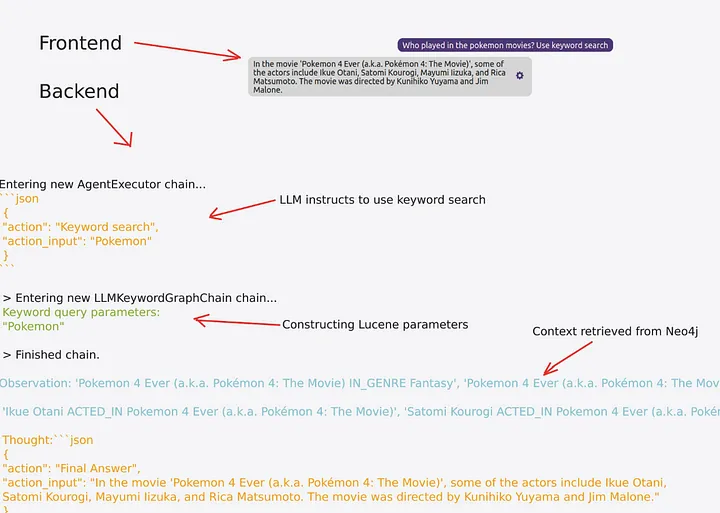 Frontend
Who played in the pokemon movies? Use keyword search
In the movie 'Pokemon 4 Ever (a.k.a. Pokémon 4: The Movie)', some of
the actors include Ikue Otani, Satomi Kourogi, Mayumi Iizuka, and Rica
Matsumoto. The movie was directed by Kunihiko Yuyama and Jim
Malone.
Backend
Entering new AgentExecutor chain...
```json
{
"action": "Keyword search",
"action_input": "Pokemon"
}
```
LLM instructs to use keyword search
> Entering new LLMKeywordGraphChain chain...
Keyword query parameters:
"Pokemon"
Constructing Lucene parameters
Context retrieved from Neo4j
> Finished chain.
Observation: 'Pokemon 4 Ever (a.k.a. Pokémon 4: The Movie) IN_GENRE Fantasy', 'Pokemon 4 Ever (a.k.a. Pokémon 4: The Mov
'Ikue Otani ACTED_IN Pokemon 4 Ever (a.k.a. Pokémon 4: The Movie)', 'Satomi Kourogi ACTED_IN Pokemon 4 Ever (a.k.a. Poké
Thought:```json
{
"action": "Final Answer",
"action_input": "In the movie 'Pokemon 4 Ever (a.k.a. Pokémon 4: The Movie)', some of the actors include Ikue Otani,
Satomi Kourogi, Mayumi Iizuka, and Rica Matsumoto. The movie was directed by Kunihiko Yuyama and Jim Malone."
}